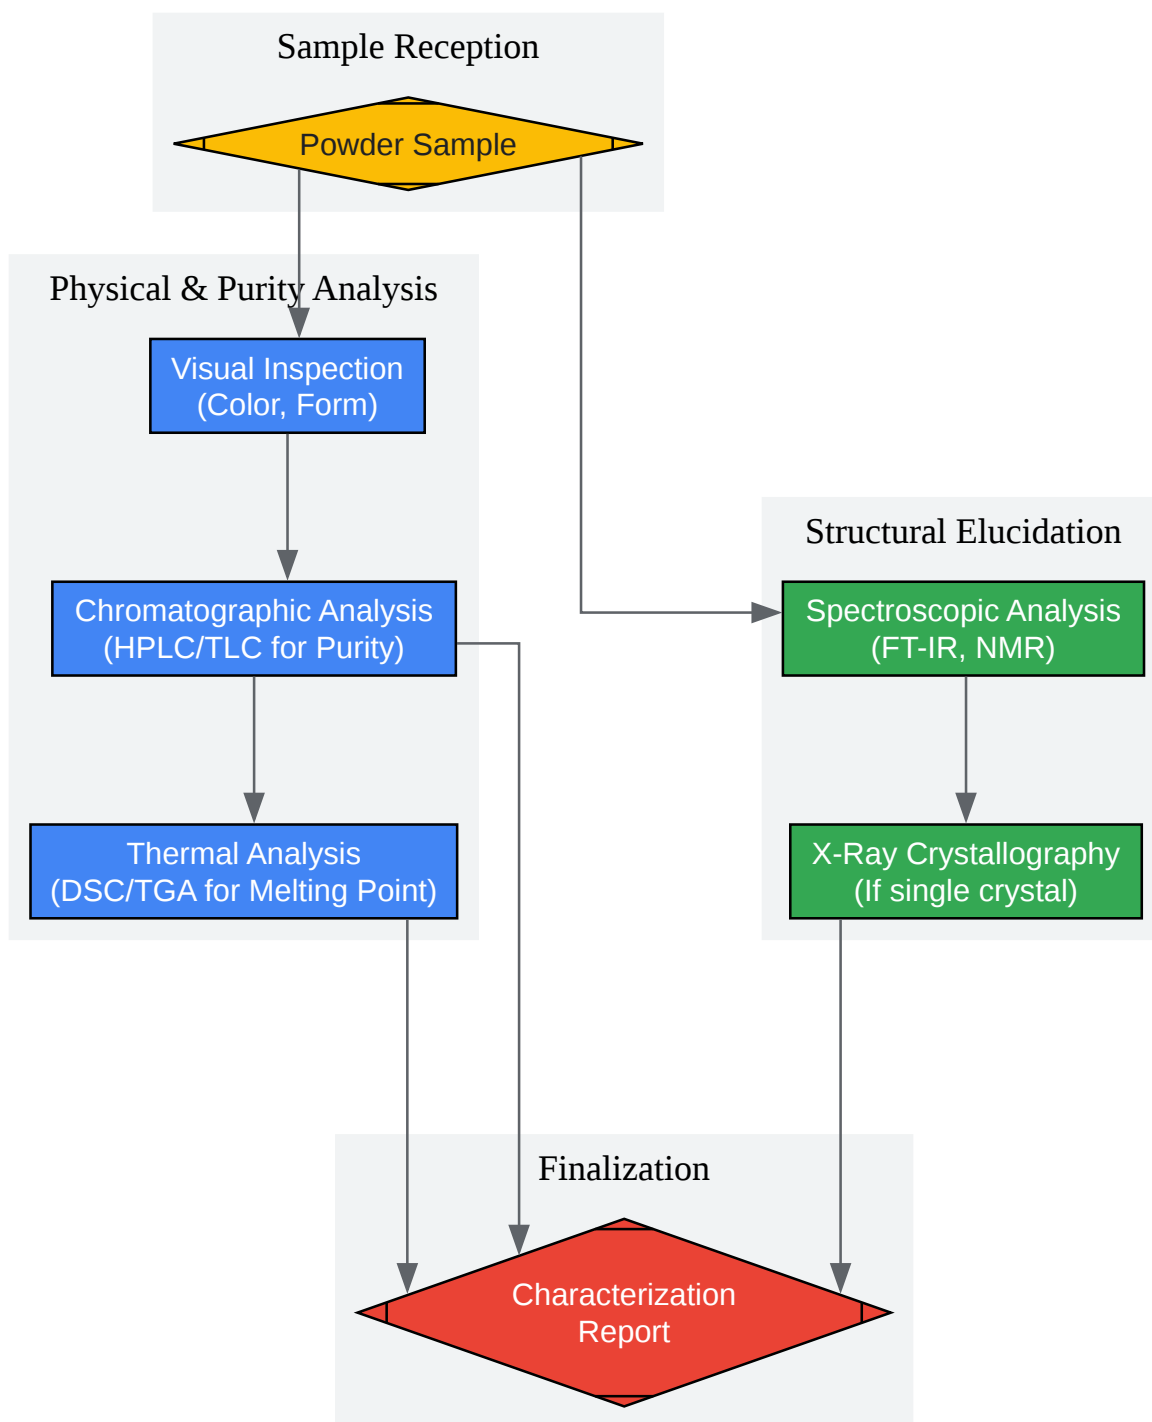 Sample Reception
Powder Sample
Physical & Purity Analysis
Visual Inspection
(Color, Form)
Structural Elucidation
Chromatographic Analysis
(HPLC/TLC for Purity)
Spectroscopic Analysis
(FT-IR, NMR)
Thermal Analysis
(DSC/TGA for Melting Point)
X-Ray Crystallography
(If single crystal)
Finalization
Characterization
Report